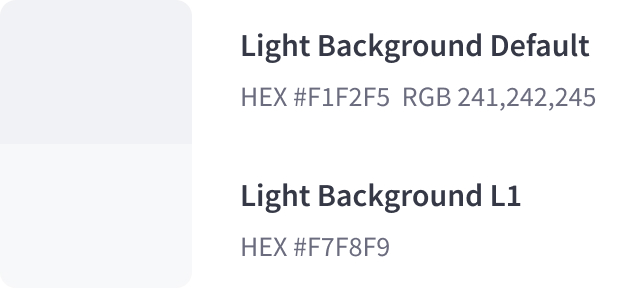 Light Background Default
HEX #F1F2F5 RGB 241,242,245
Light Background L1
HEX #F7F8F9